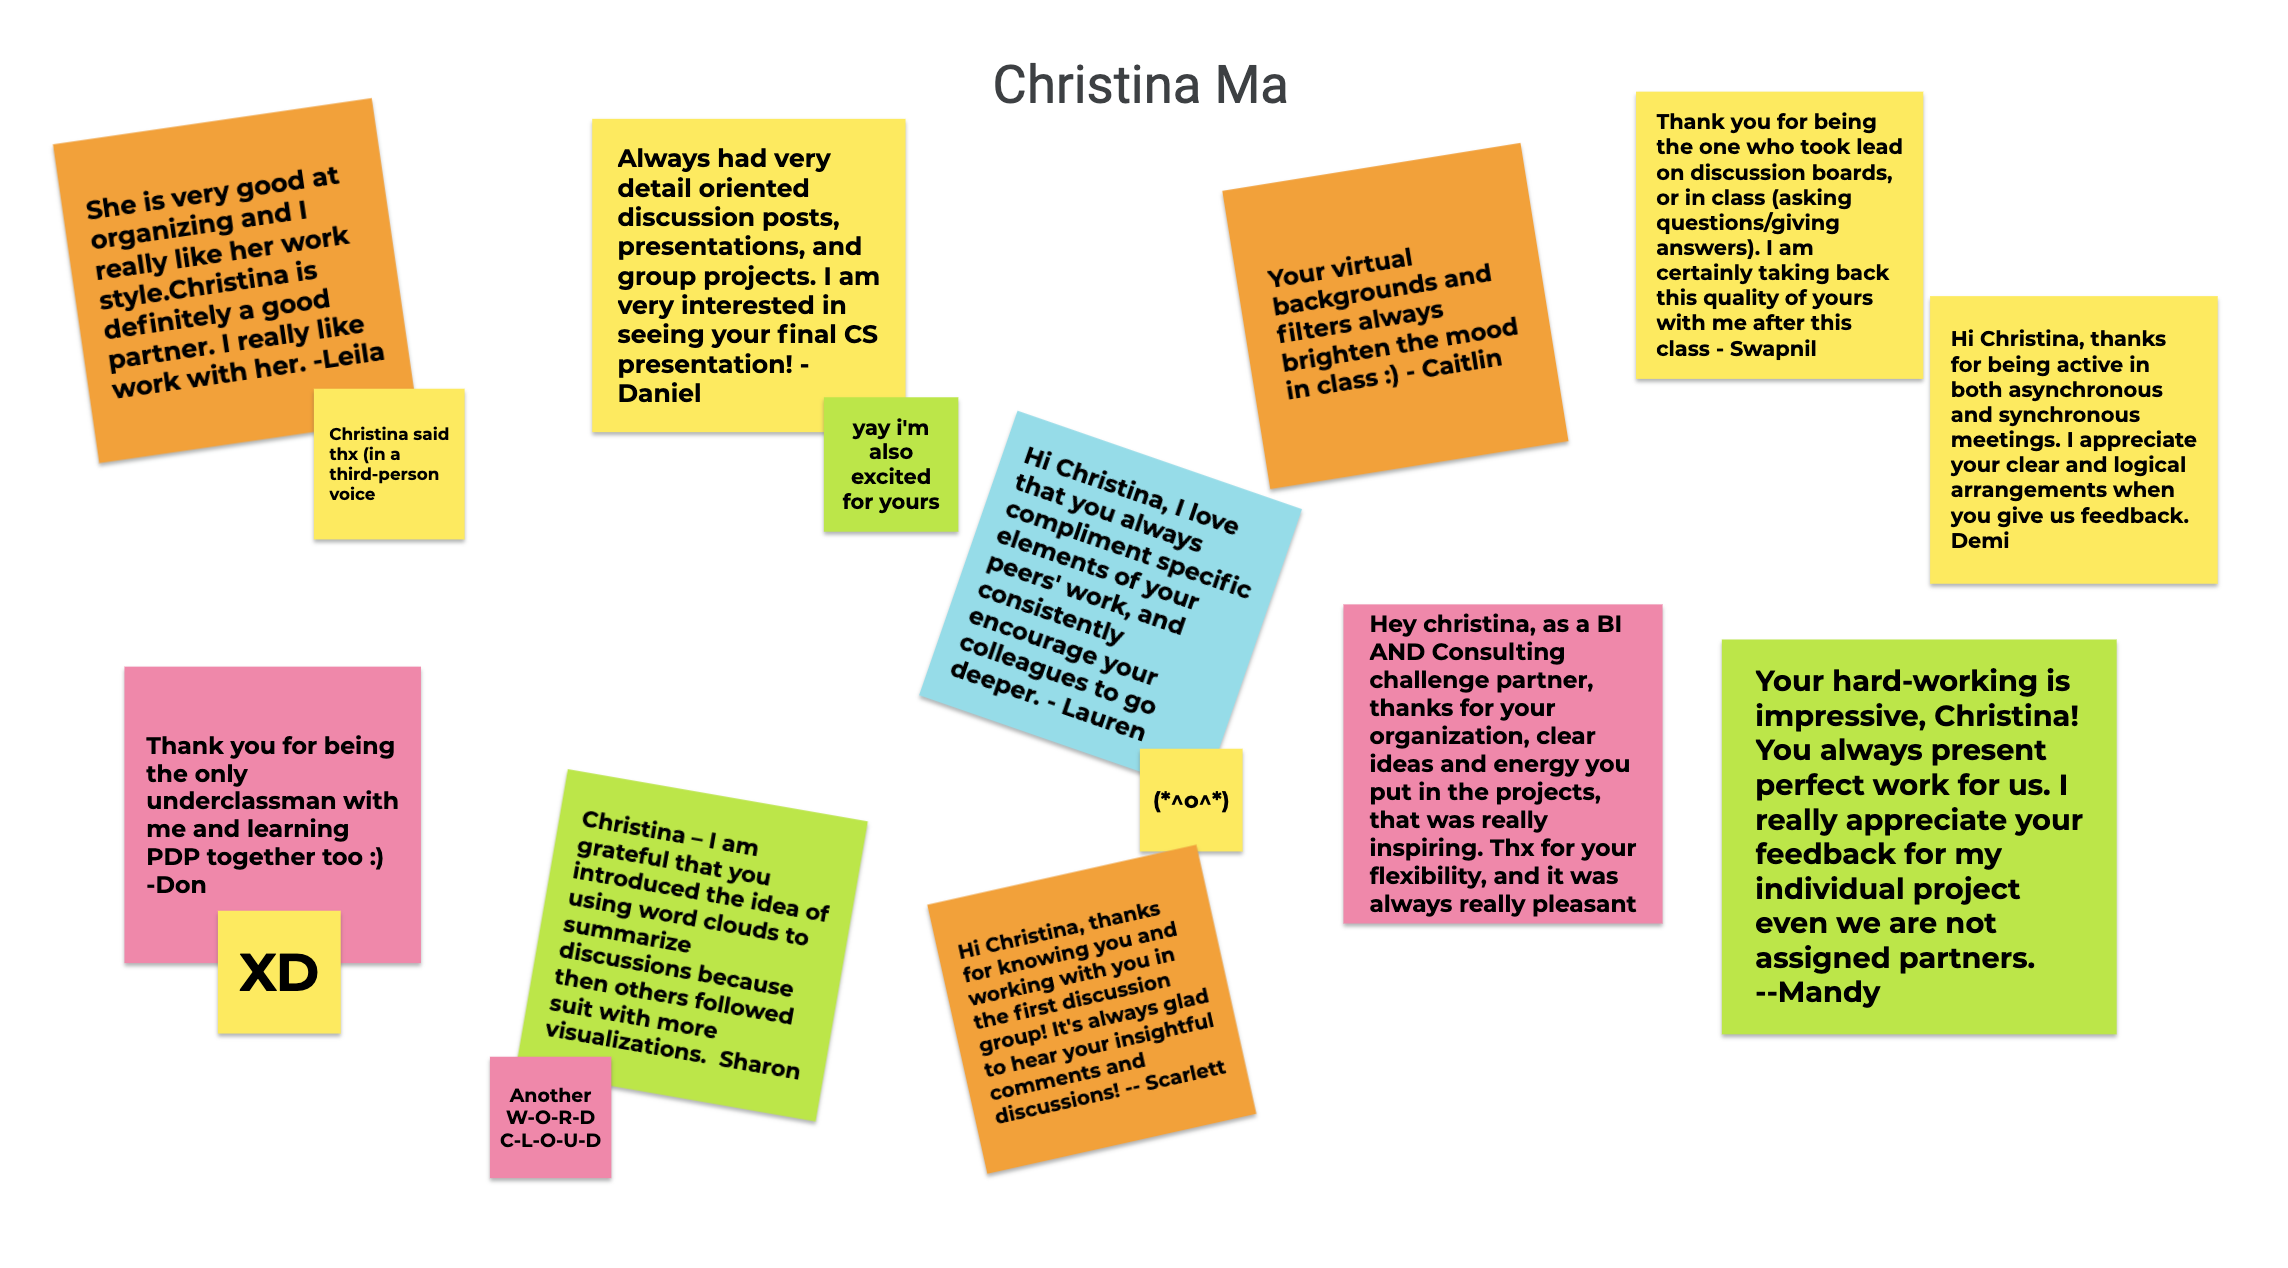 Christina Ma
She is very good at
organizing and I
really like her work
style.Christina is
definitely a good
partner. I really like
work with her. -Leila
Christina said
thx (in a
third-person
voice
Always had very
detail oriented
discussion posts,
presentations, and
group projects. I am
very interested in
seeing your final CS
presentation! -
Daniel
yay i'm
also
excited
for yours
Your virtual
backgrounds and
filters always
brighten the mood
in class :) - Caitlin
Thank you for being
the one who took lead
on discussion boards,
or in class (asking
questions/giving
answers). I am
certainly taking back
this quality of yours
with me after this
class - Swapnil
Hi Christina, thanks
for being active in
both asynchronous
and synchronous
meetings. I appreciate
your clear and logical
arrangements when
you give us feedback.
Demi
Hi Christina, I love
that you always
compliment specific
elements of your
peers' work, and
consistently
encourage your
colleagues to go
deeper. - Lauren
(*^o^*)
Thank you for being
the only
underclassman with
me and learning
PDP together too :)
-Don
XD
Christina – I am
grateful that you
introduced the idea of
using word clouds to
summarize
discussions because
then others followed
suit with more
visualizations. Sharon
Another
W-O-R-D
C-L-O-U-D
Hi Christina, thanks
for knowing you and
working with you in
the first discussion
group! It's always glad
to hear your insightful
comments and
discussions! -- Scarlett
Hey christina, as a BI
AND Consulting
challenge partner,
thanks for your
organization, clear
ideas and energy you
put in the projects,
that was really
inspiring. Thx for your
flexibility, and it was
always really pleasant
Your hard-working is
impressive, Christina!
You always present
perfect work for us. I
really appreciate your
feedback for my
individual project
even we are not
assigned partners.
--Mandy